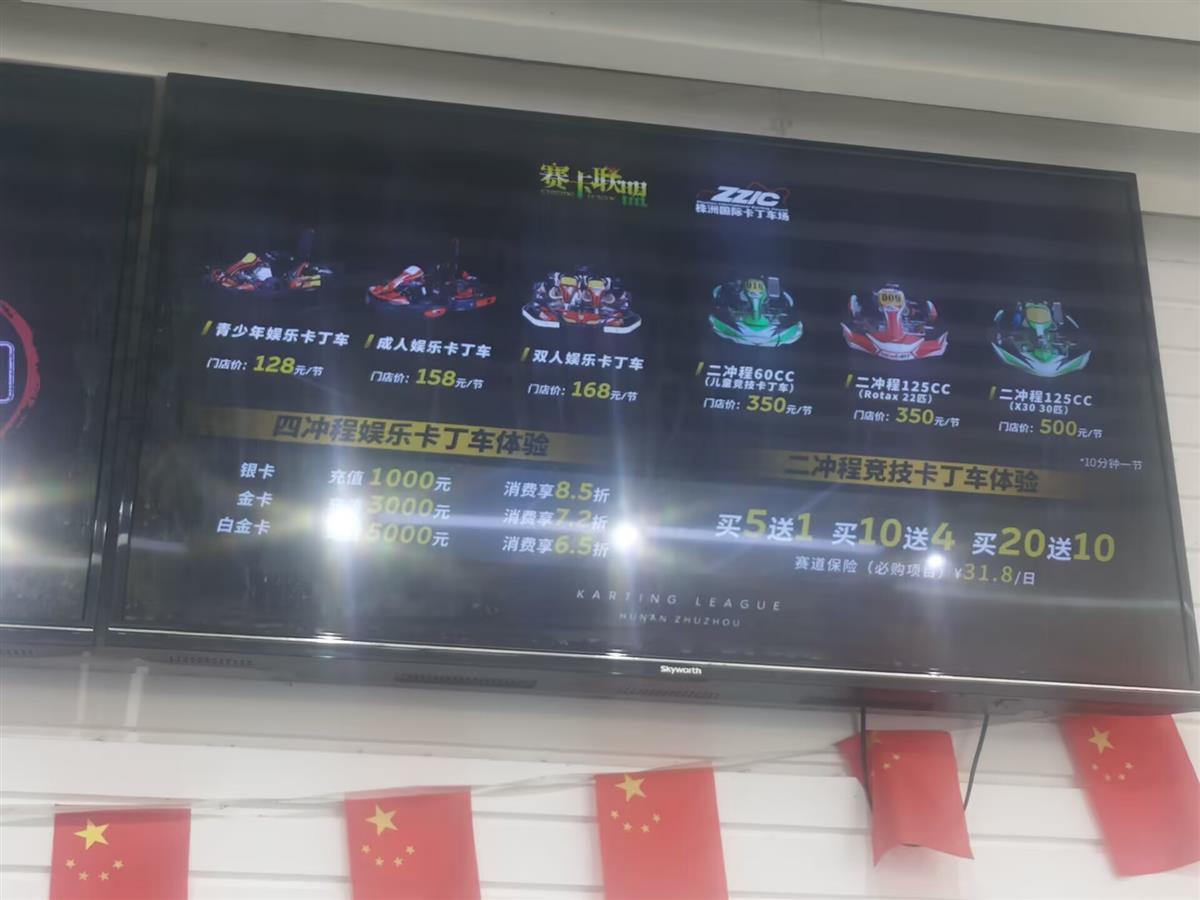 赛卡联盟
ZZIC
株洲国际卡丁车场
青少年娱乐卡丁车
门店价：128元/节
成人娱乐卡丁车
门店价：158元/节
双人娱乐卡丁车
门店价：168元/节
二冲程60CC
(儿童竞技卡丁车)
门店价：350元/节
二冲程125CC
(Rotax 22匹)
门店价：350元/节
二冲程125CC
(X30 30匹)
门店价：500元/节
*10分钟一节
四冲程娱乐卡丁车体验
银卡 充值1000元 消费享8.5折
金卡 3000元 消费享7.2折
白金卡 5000元 消费享6.5折
二冲程竞技卡丁车体验
买5送1 买10送4 买20送10
赛道保险（必购项目）¥31.8/日
KARTING LEAGUE
HUNAN ZHUZHOU
Skyworth